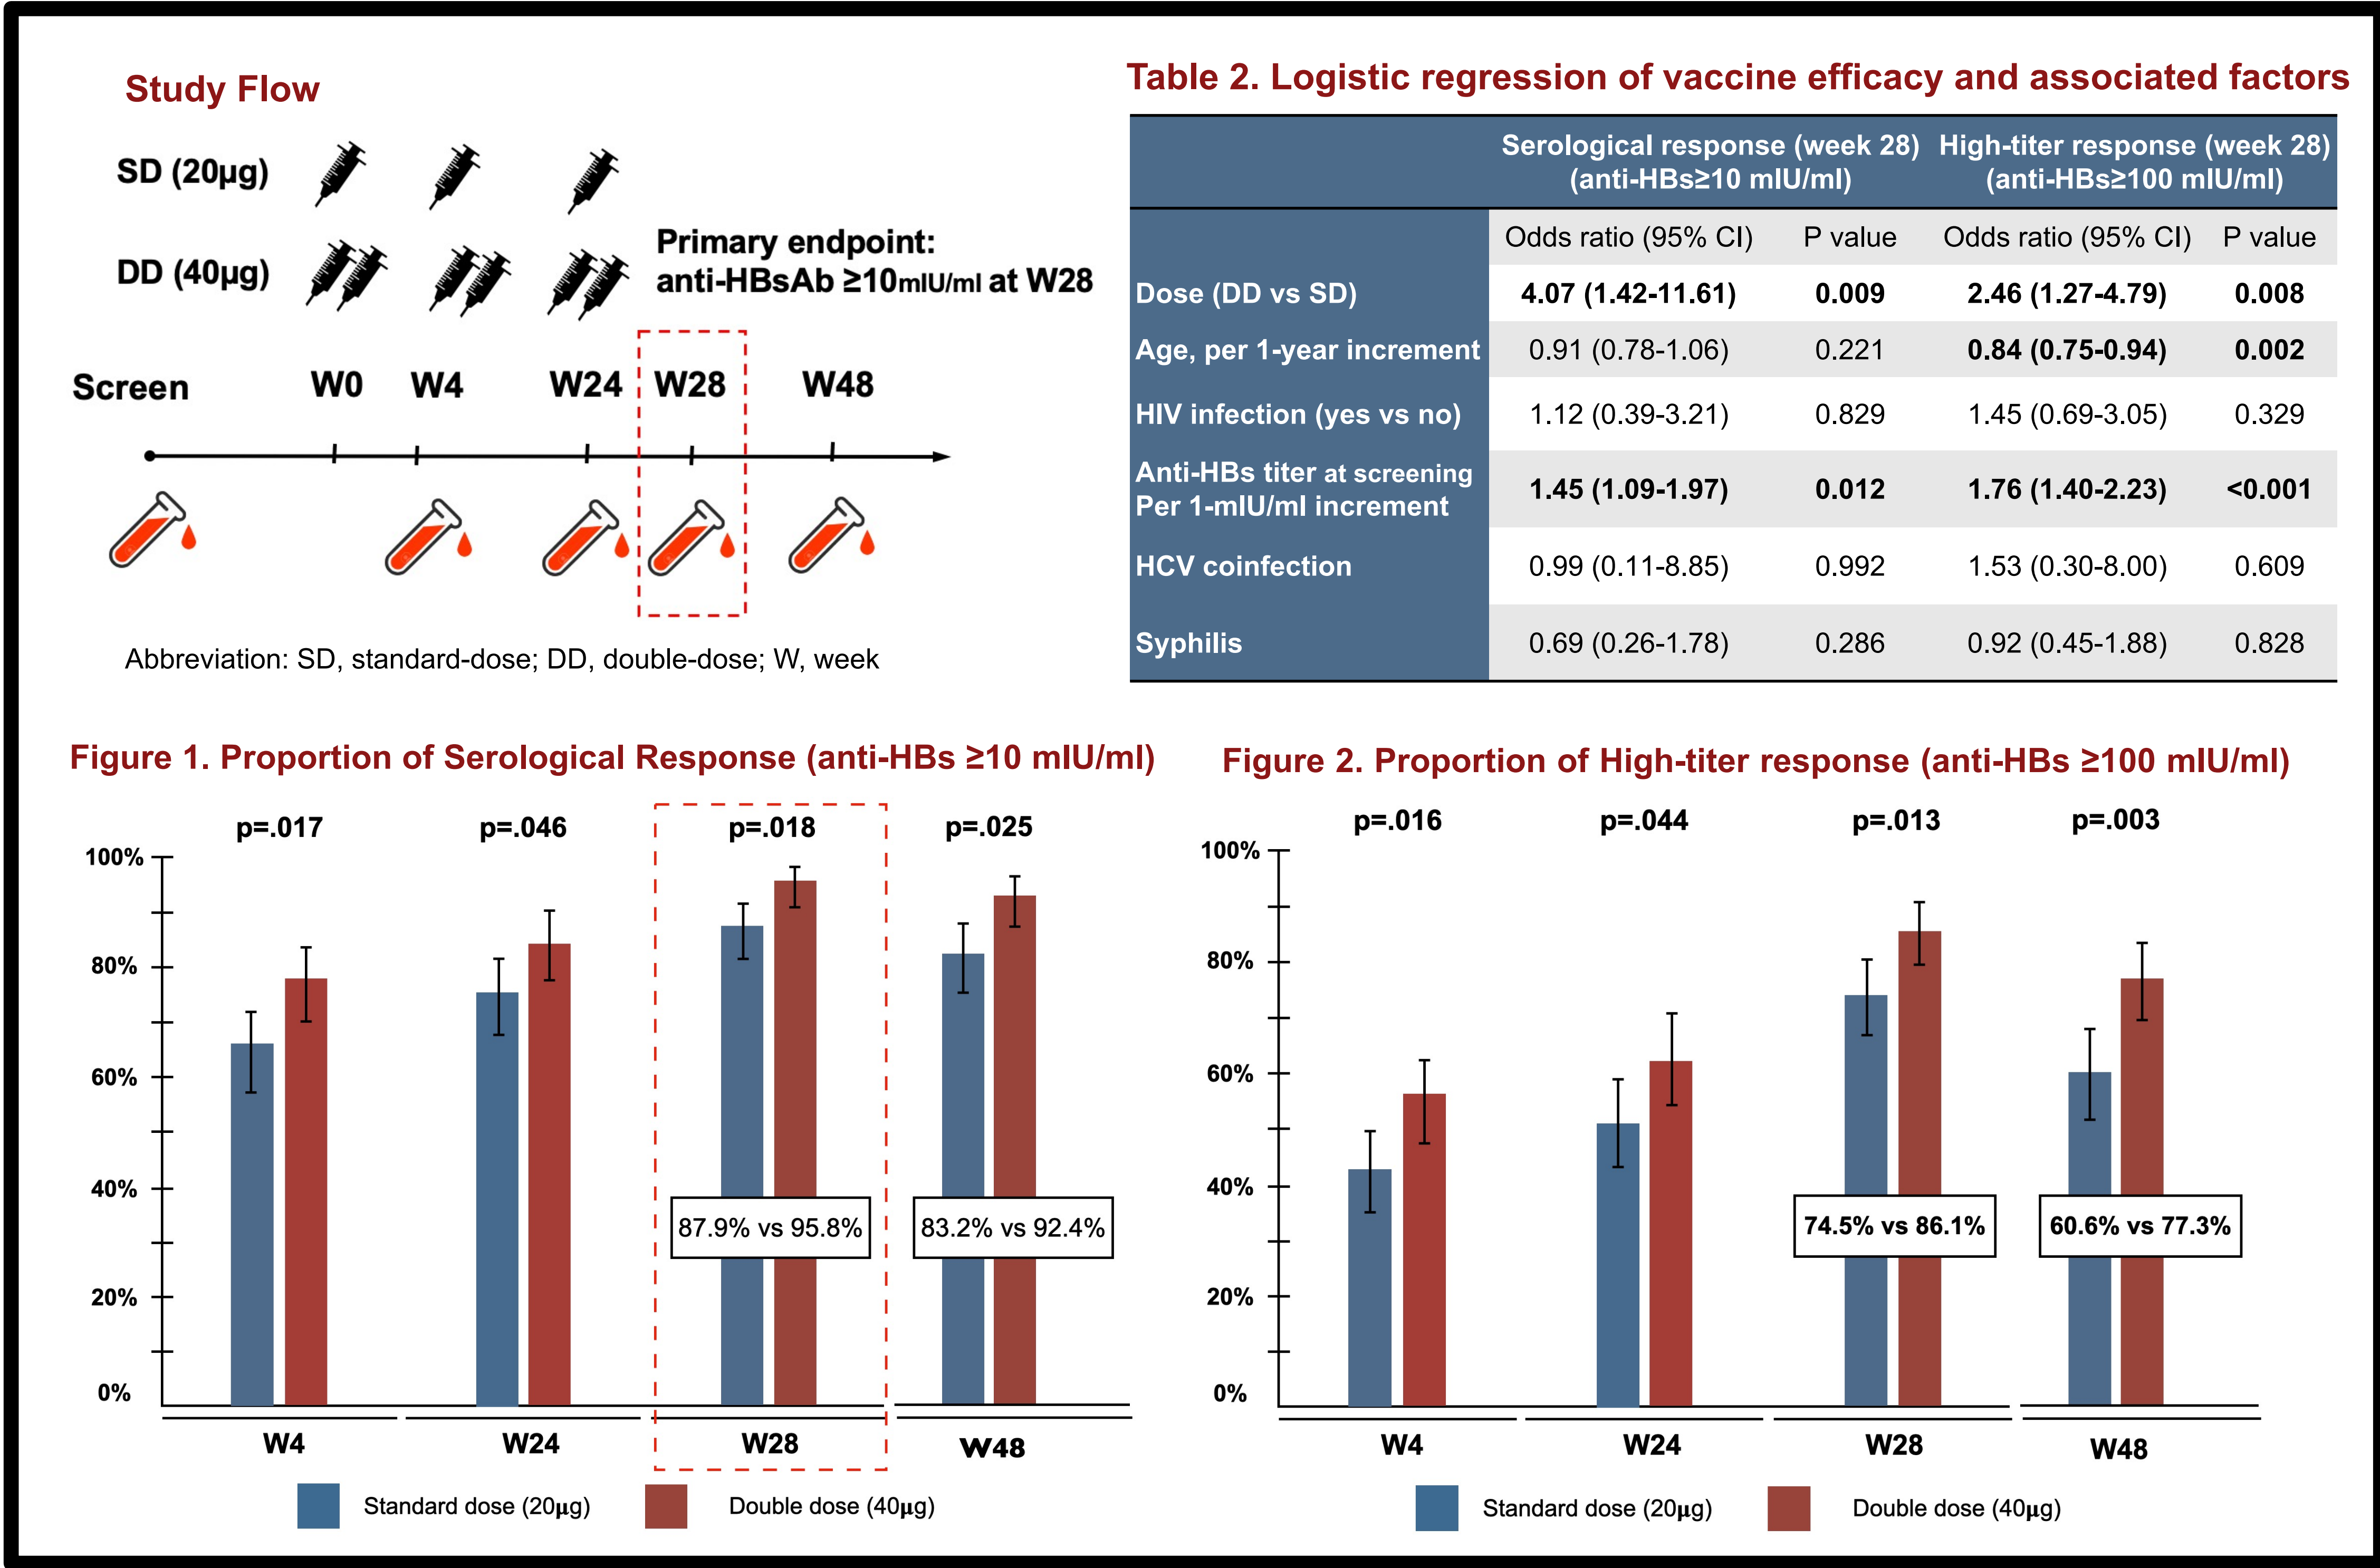 Study Flow
SD (20μg)
DD (40μg)
Primary endpoint:
anti-HBsAb ≥10mIU/ml at W28
Screen W0 W4 W24 W28 W48
Abbreviation: SD, standard-dose; DD, double-dose; W, week
Table 2. Logistic regression of vaccine efficacy and associated factors
Serological response (week 28) High-titer response (week 28)
(anti-HBs≥10 mIU/ml) (anti-HBs≥100 mIU/ml)
Odds ratio (95% CI) P value Odds ratio (95% CI) P value
Dose (DD vs SD) 4.07 (1.42-11.61) 0.009 2.46 (1.27-4.79) 0.008
Age, per 1-year increment 0.91 (0.78-1.06) 0.221 0.84 (0.75-0.94) 0.002
HIV infection (yes vs no) 1.12 (0.39-3.21) 0.829 1.45 (0.69-3.05) 0.329
Anti-HBs titer at screening
Per 1-mIU/ml increment 1.45 (1.09-1.97) 0.012 1.76 (1.40-2.23) <0.001
HCV coinfection 0.99 (0.11-8.85) 0.992 1.53 (0.30-8.00) 0.609
Syphilis 0.69 (0.26-1.78) 0.286 0.92 (0.45-1.88) 0.828
Figure 1. Proportion of Serological Response (anti-HBs ≥10 mIU/ml)
p=.017 p=.046 p=.018 p=.025
100%
80%
60%
40%
87.9% vs 95.8% 83.2% vs 92.4%
20%
0%
W4 W24 W28 W48
Standard dose (20μg) Double dose (40μg)
Figure 2. Proportion of High-titer response (anti-HBs ≥100 mIU/ml)
p=.016 p=.044 p=.013 p=.003
100%
80%
60%
40%
74.5% vs 86.1% 60.6% vs 77.3%
20%
0%
W4 W24 W28 W48
Standard dose (20μg) Double dose (40μg)